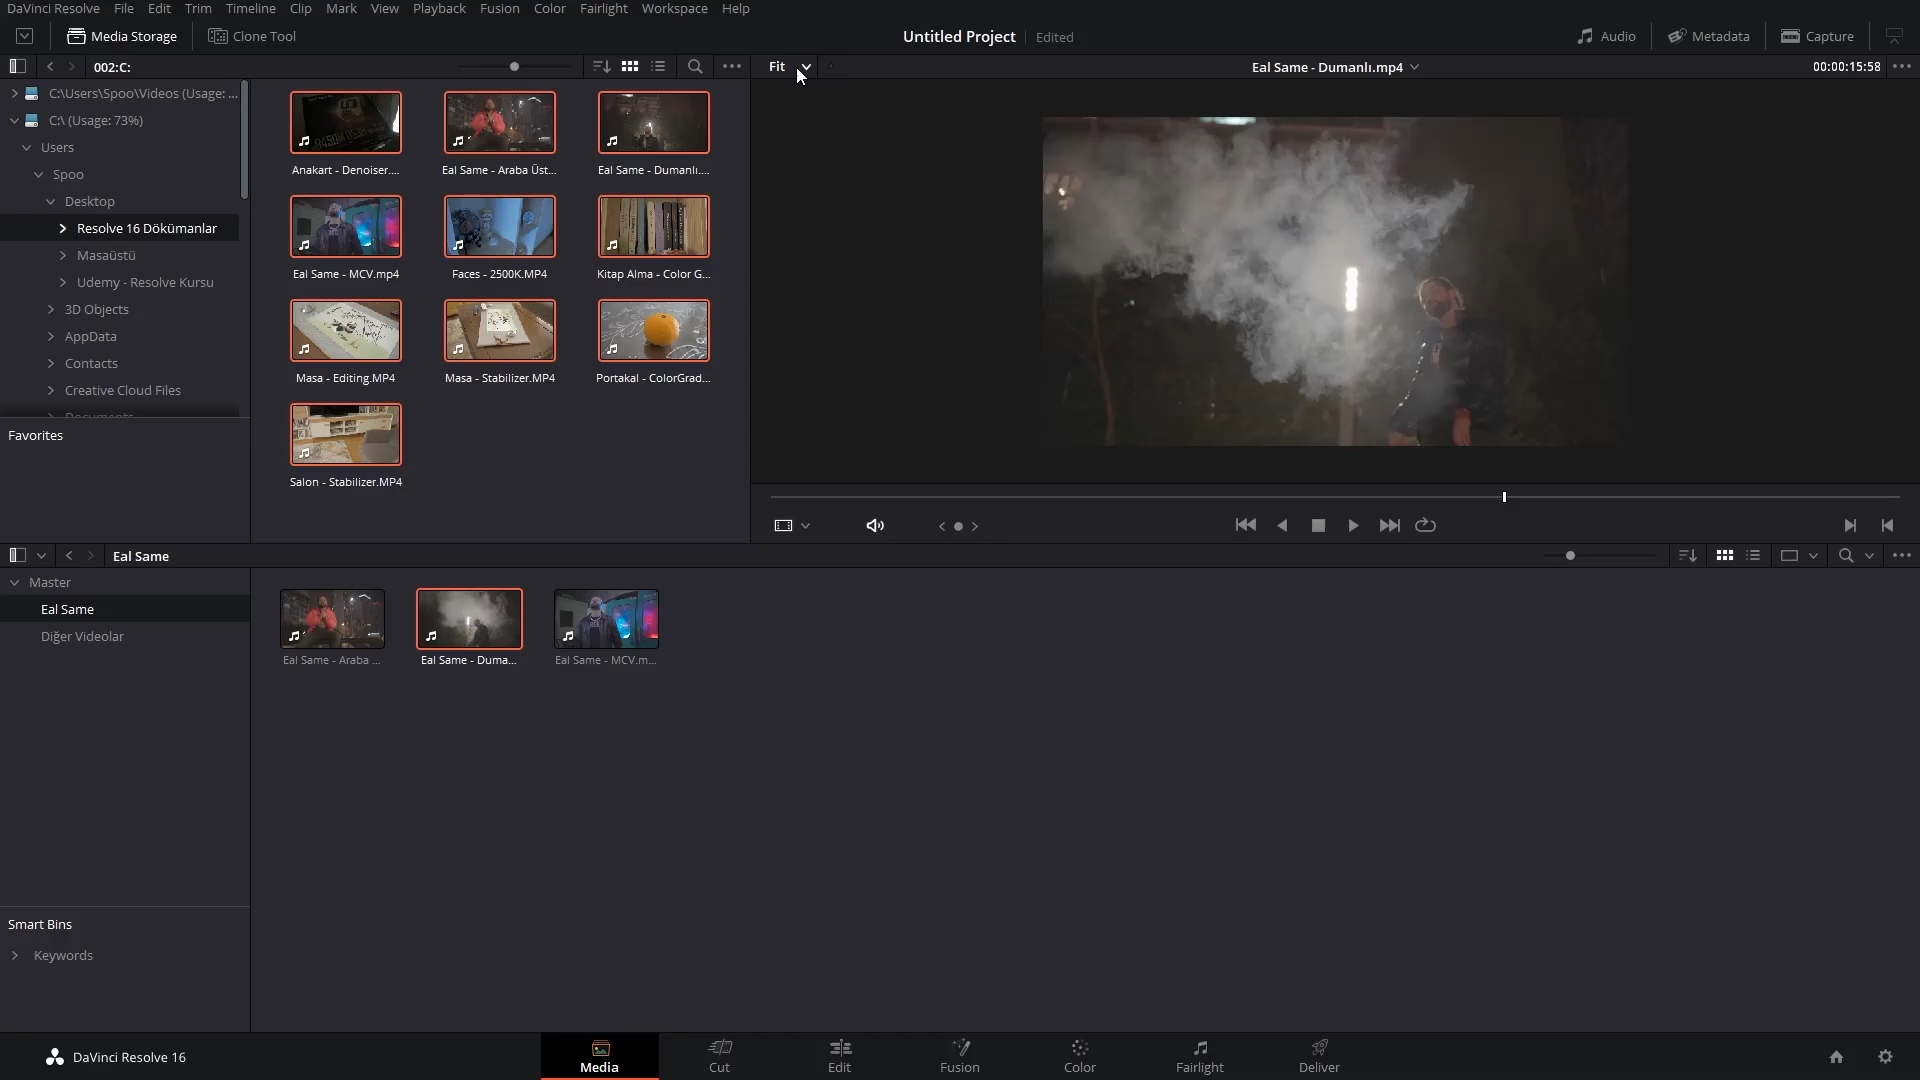 DaVinci Resolve File Edit Trim Timeline Clip Mark View Playback Fusion Color Fairlight Workspace Help
Media Storage Clone Tool Untitled Project Edited Audio Metadata Capture
002:C: Fit Eal Same - Dumanlı.mp4 00:00:15:58
C:\Users\Spoo\Videos (Usage: ...
C:\ (Usage: 73%)
Users
Spoo
Desktop
Resolve 16 Dökümanlar
Masaüstü
Udemy - Resolve Kursu
3D Objects
AppData
Contacts
Creative Cloud Files
Documents
Favorites
Anakart - Denoiser.... Eal Same - Araba Üst... Eal Same - Dumanlı....
Eal Same - MCV.mp4 Faces - 2500K.MP4 Kitap Alma - Color G...
Masa - Editing.MP4 Masa - Stabilizer.MP4 Portakal - ColorGrad...
Salon - Stabilizer.MP4
Eal Same
Master
Eal Same
Diğer Videolar
Eal Same - Araba ... Eal Same - Duma... Eal Same - MCV.m...
Smart Bins
Keywords
DaVinci Resolve 16 Media Cut Edit Fusion Color Fairlight Deliver